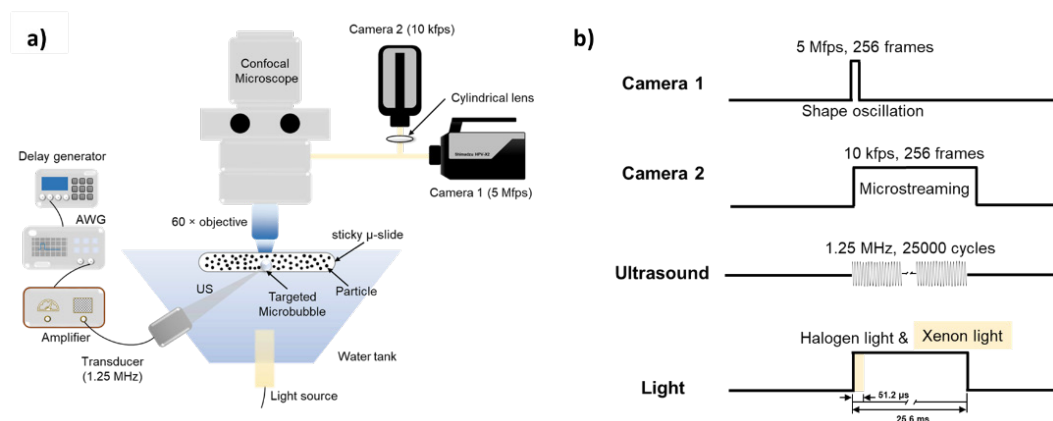 a)
Camera 2 (10 kfps)
Confocal
Microscope
Cylindrical lens
Delay generator
AWG
Camera 1 (5 Mfps)
60 × objective
sticky μ-slide
US
Particle
Targeted
Microbubble
Amplifier
Transducer
(1.25 MHz)
Water tank
Light source
b)
5 Mfps, 256 frames
Camera 1
Shape oscillation
10 kfps, 256 frames
Camera 2
Microstreaming
1.25 MHz, 25000 cycles
Ultrasound
Halogen light & Xenon light
Light
51.2 μs
25.6 ms